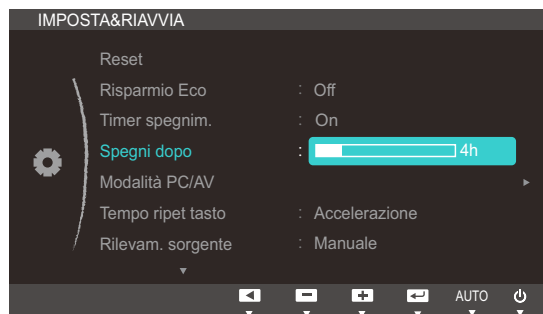 IMPOSTA&RIAVVIA
Reset
Risparmio Eco : Off
Timer spegnim. : On
Spegni dopo : 4h
Modalità PC/AV
Tempo ripet tasto : Accelerazione
Rilevam. sorgente : Manuale
AUTO